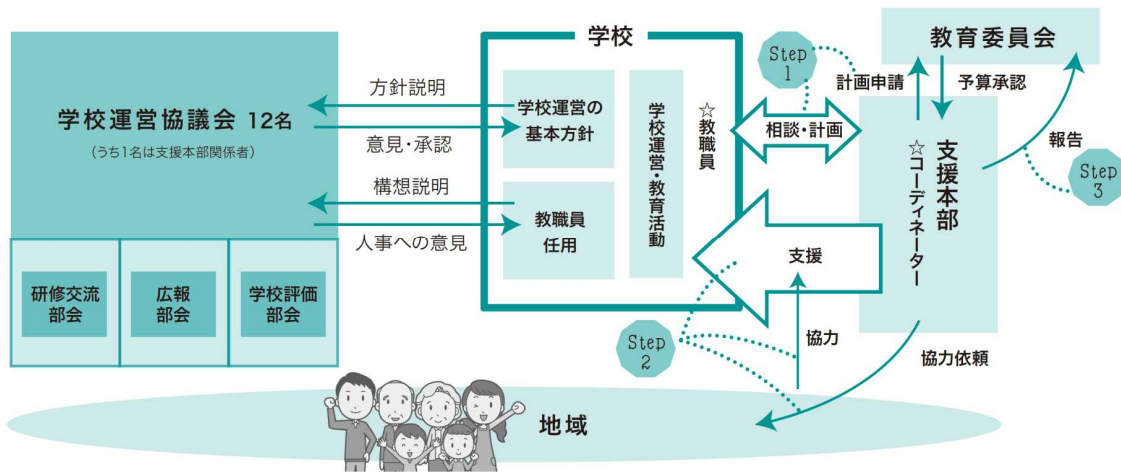 学校運営協議会 12名
（うち1名は支援本部関係者）
研修交流
部会
広報
部会
学校評価
部会
方針説明
意見・承認
構想説明
人事への意見
学校
学校運営の
基本方針
教職員
任用
学校運営・教育活動
☆教職員
Step
1
相談・計画
計画申請
予算承認
教育委員会
支援本部
☆コーディネーター
報告
Step
3
支援
Step
2
協力
協力依頼
地域